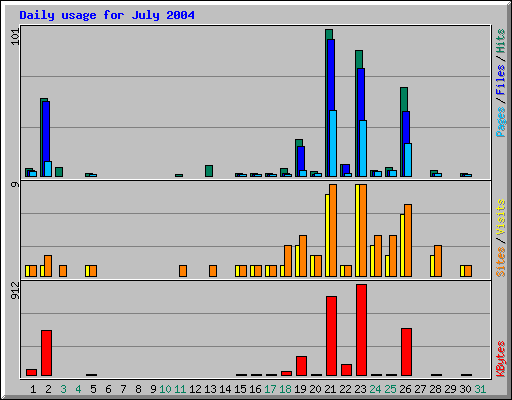 Daily usage for July 2004
101
Pages / Files / Hits
9
Sites / Visits
912
KBytes
1 2 3 4 5 6 7 8 9 10 11 12 13 14 15 16 17 18 19 20 21 22 23 24 25 26 27 28 29 30 31